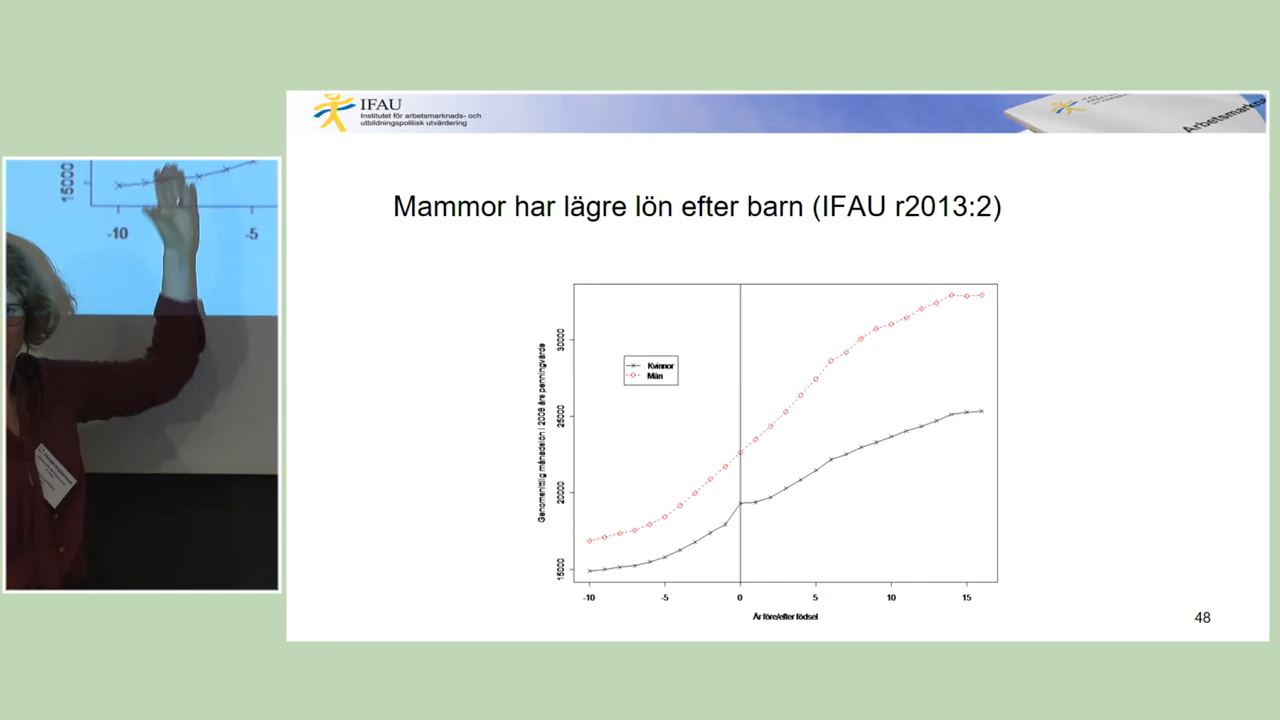 15000
-10
-5
IFAU
Institutet för arbetsmarknads- och
utbildningspolitisk utvärdering
Arbetsmarkna
Mammor har lägre lön efter barn (IFAU r2013:2)
Genomsnittlig månadslön i 2008 års penningvärde
30000
25000
20000
15000
Kvinnor
Män
-10 -5 0 5 10 15
År före/efter födsel
48